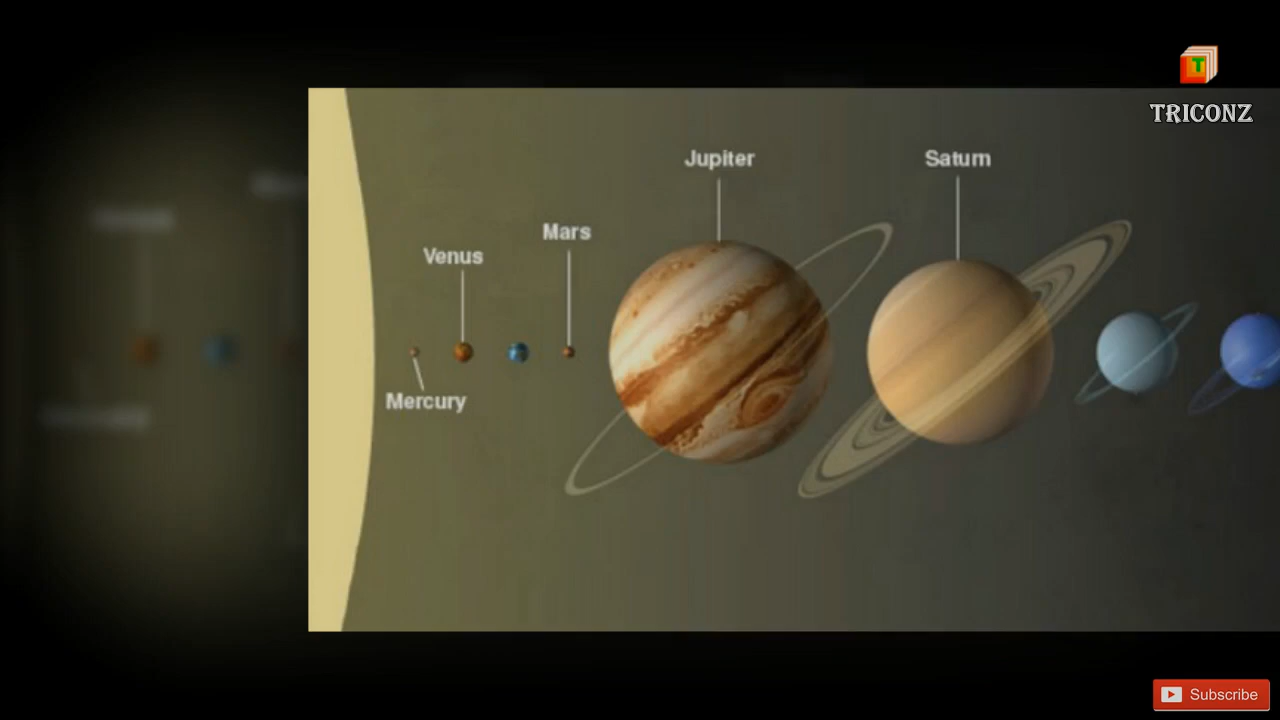 TRICONZ
Jupiter
Saturn
Mars
Venus
Mercury
Subscribe